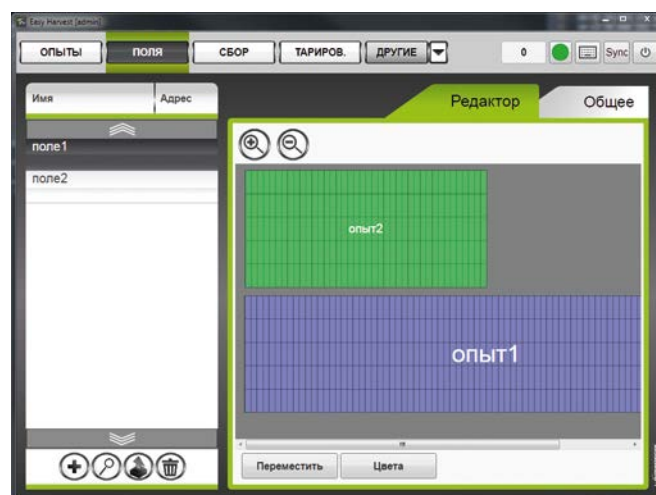 Easy Harvest [admin]
ОПЫТЫ ПОЛЯ СБОР ТАРИРОВ. ДРУГИЕ 0 Sync
Имя Адрес
Редактор Общее
поле1
поле2
опыт2
опыт1
Переместить Цвета